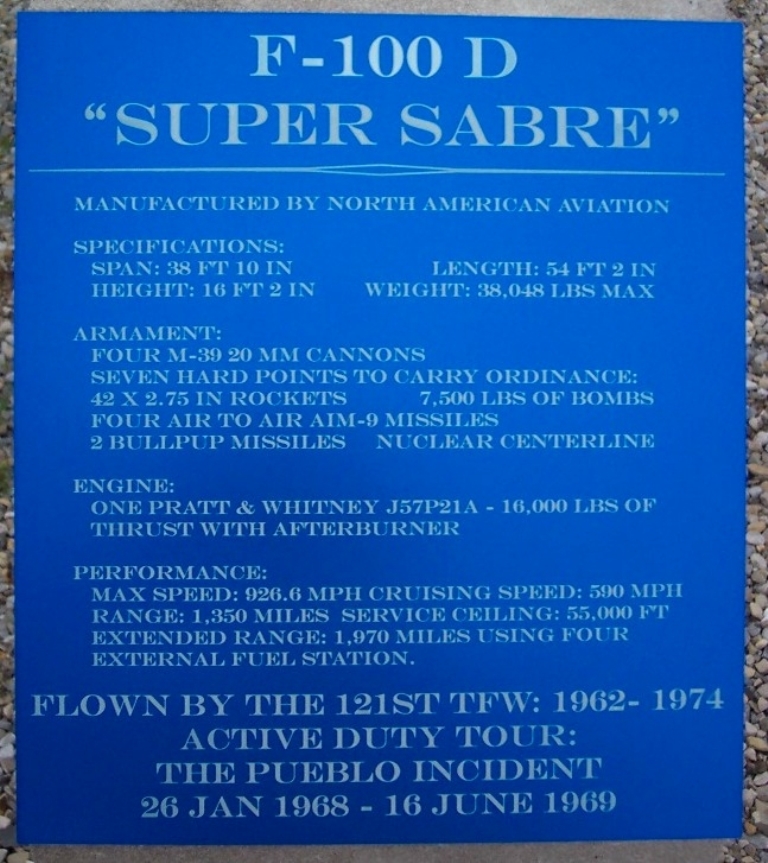 F-100 D
"SUPER SABRE"
MANUFACTURED BY NORTH AMERICAN AVIATION
SPECIFICATIONS:
SPAN: 38 FT 10 IN LENGTH: 54 FT 2 IN
HEIGHT: 16 FT 2 IN WEIGHT: 38,048 LBS MAX
ARMAMENT:
FOUR M-39 20 MM CANNONS
SEVEN HARD POINTS TO CARRY ORDINANCE:
42 X 2.75 IN ROCKETS 7,500 LBS OF BOMBS
FOUR AIR TO AIR AIM-9 MISSILES
2 BULLPUP MISSILES NUCLEAR CENTERLINE
ENGINE:
ONE PRATT & WHITNEY J57P21A - 16,000 LBS OF
THRUST WITH AFTERBURNER
PERFORMANCE:
MAX SPEED: 926.6 MPH CRUISING SPEED: 590 MPH
RANGE: 1,350 MILES SERVICE CEILING: 55,000 FT
EXTENDED RANGE: 1,970 MILES USING FOUR
EXTERNAL FUEL STATION.
FLOWN BY THE 121ST TFW: 1962- 1974
ACTIVE DUTY TOUR:
THE PUEBLO INCIDENT
26 JAN 1968 - 16 JUNE 1969